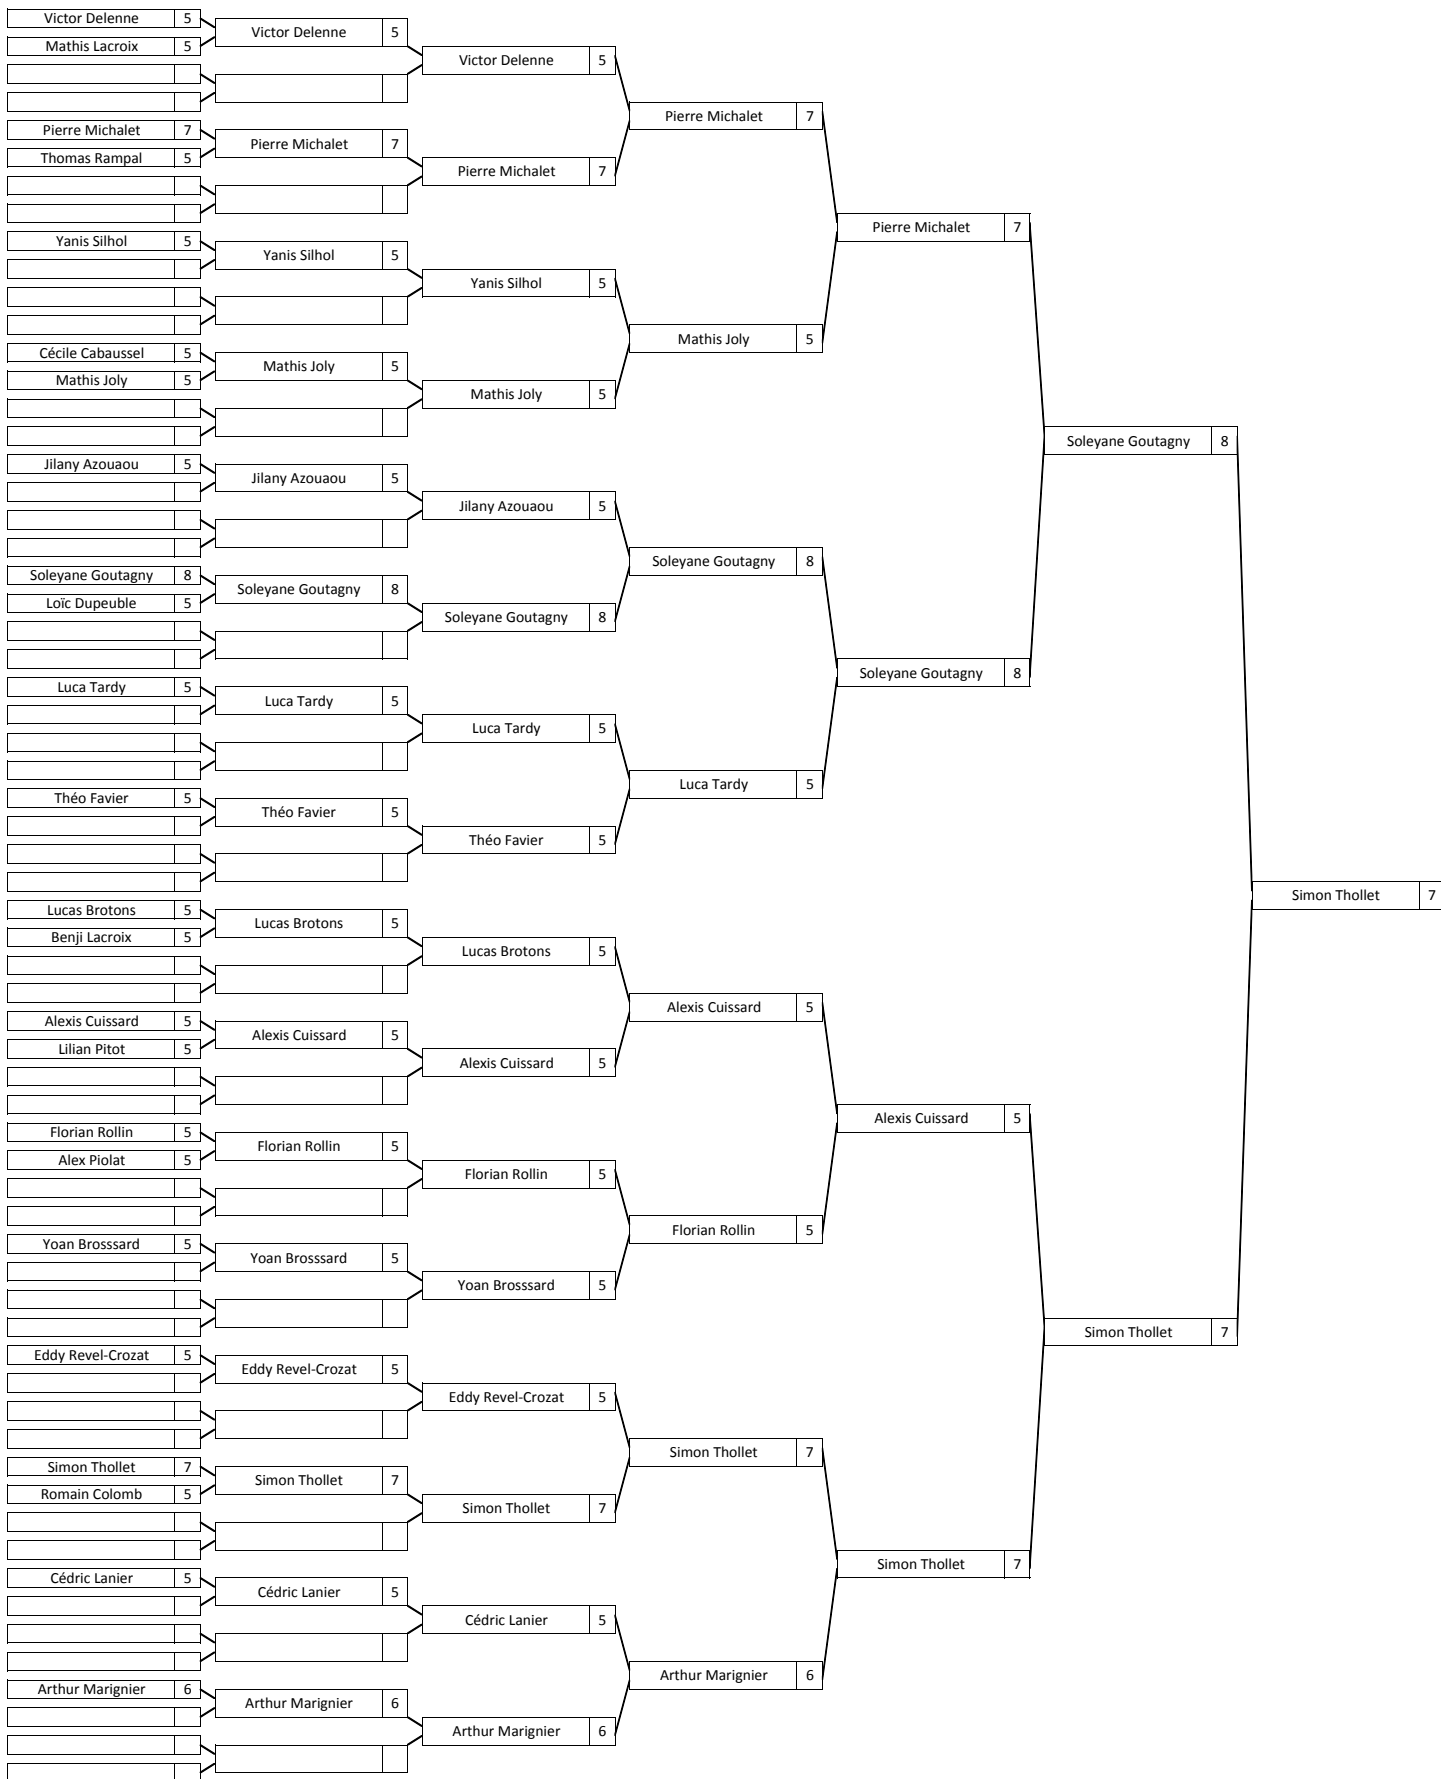 Victor Delenne 5
Mathis Lacroix 5
Pierre Michalet 7
Thomas Rampal 5
Yanis Silhol 5
Cécile Cabaussel 5
Mathis Joly 5
Jilany Azouaou 5
Soleyane Goutagny 8
Loïc Dupeuble 5
Luca Tardy 5
Théo Favier 5
Lucas Brotons 5
Benji Lacroix 5
Alexis Cuissard 5
Lilian Pitot 5
Florian Rollin 5
Alex Piolat 5
Yoan Brosssard 5
Eddy Revel-Crozat 5
Simon Thollet 7
Romain Colomb 5
Cédric Lanier 5
Arthur Marignier 6
Victor Delenne 5
Pierre Michalet 7
Yanis Silhol 5
Mathis Joly 5
Jilany Azouaou 5
Soleyane Goutagny 8
Luca Tardy 5
Théo Favier 5
Lucas Brotons 5
Alexis Cuissard 5
Florian Rollin 5
Yoan Brosssard 5
Eddy Revel-Crozat 5
Simon Thollet 7
Cédric Lanier 5
Arthur Marignier 6
Victor Delenne 5
Pierre Michalet 7
Yanis Silhol 5
Mathis Joly 5
Jilany Azouaou 5
Soleyane Goutagny 8
Luca Tardy 5
Théo Favier 5
Lucas Brotons 5
Alexis Cuissard 5
Florian Rollin 5
Yoan Brosssard 5
Eddy Revel-Crozat 5
Simon Thollet 7
Cédric Lanier 5
Arthur Marignier 6
Pierre Michalet 7
Mathis Joly 5
Soleyane Goutagny 8
Luca Tardy 5
Alexis Cuissard 5
Florian Rollin 5
Simon Thollet 7
Arthur Marignier 6
Pierre Michalet 7
Soleyane Goutagny 8
Alexis Cuissard 5
Simon Thollet 7
Soleyane Goutagny 8
Simon Thollet 7
Simon Thollet 7